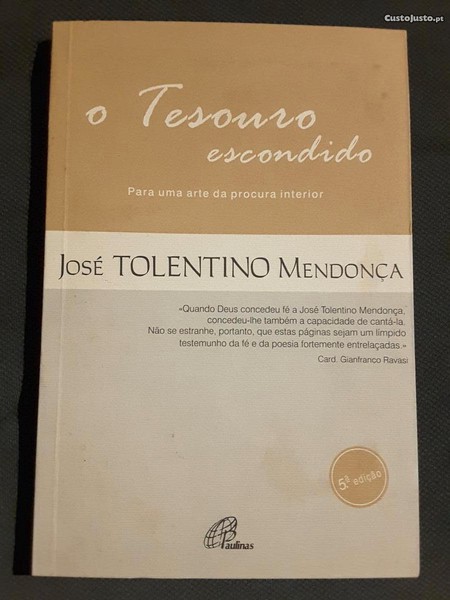 CustoJusto.pt
o Tesouro
escondido
Para uma arte da procura interior
JOSÉ TOLENTINO MENDONÇA
«Quando Deus concedeu fé a José Tolentino Mendonça,
concedeu-lhe também a capacidade de cantá-la.
Não se estranhe, portanto, que estas páginas sejam um límpido
testemunho da fé e da poesia fortemente entrelaçadas.»
Card. Gianfranco Ravasi
5.ª edição
Paulinas